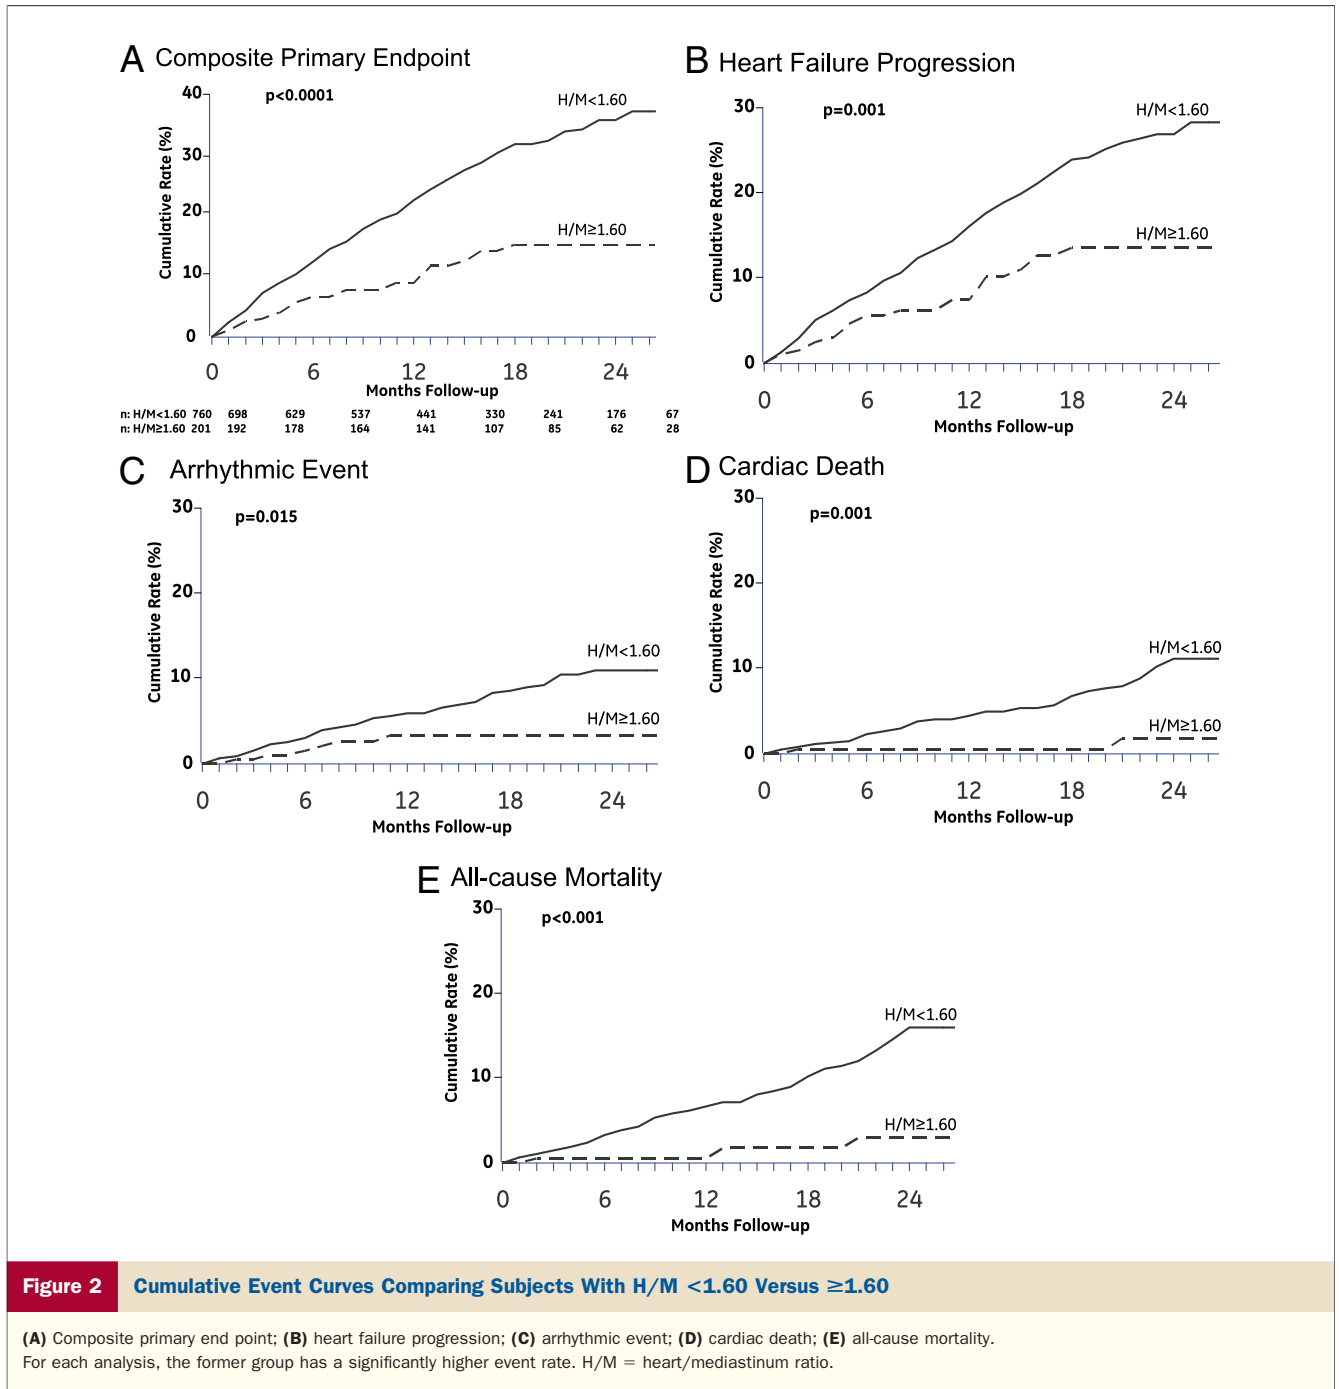 A Composite Primary Endpoint
p<0.0001
H/M<1.60
H/M≥1.60
Cumulative Rate (%)
40
30
20
10
0
0 6 12 18 24
Months Follow-up
n: H/M<1.60 760 698 629 537 441 330 241 176 67
n: H/M≥1.60 201 192 178 164 141 107 85 62 28
B Heart Failure Progression
p=0.001
H/M<1.60
H/M≥1.60
Cumulative Rate (%)
30
20
10
0
0 6 12 18 24
Months Follow-up
C Arrhythmic Event
p=0.015
H/M<1.60
H/M≥1.60
Cumulative Rate (%)
30
20
10
0
0 6 12 18 24
Months Follow-up
D Cardiac Death
p=0.001
H/M<1.60
H/M≥1.60
Cumulative Rate (%)
30
20
10
0
0 6 12 18 24
Months Follow-up
E All-cause Mortality
p<0.001
H/M<1.60
H/M≥1.60
Cumulative Rate (%)
30
20
10
0
0 6 12 18 24
Months Follow-up
Figure 2 Cumulative Event Curves Comparing Subjects With H/M <1.60 Versus ≥1.60
(A) Composite primary end point; (B) heart failure progression; (C) arrhythmic event; (D) cardiac death; (E) all-cause mortality.
For each analysis, the former group has a significantly higher event rate. H/M = heart/mediastinum ratio.